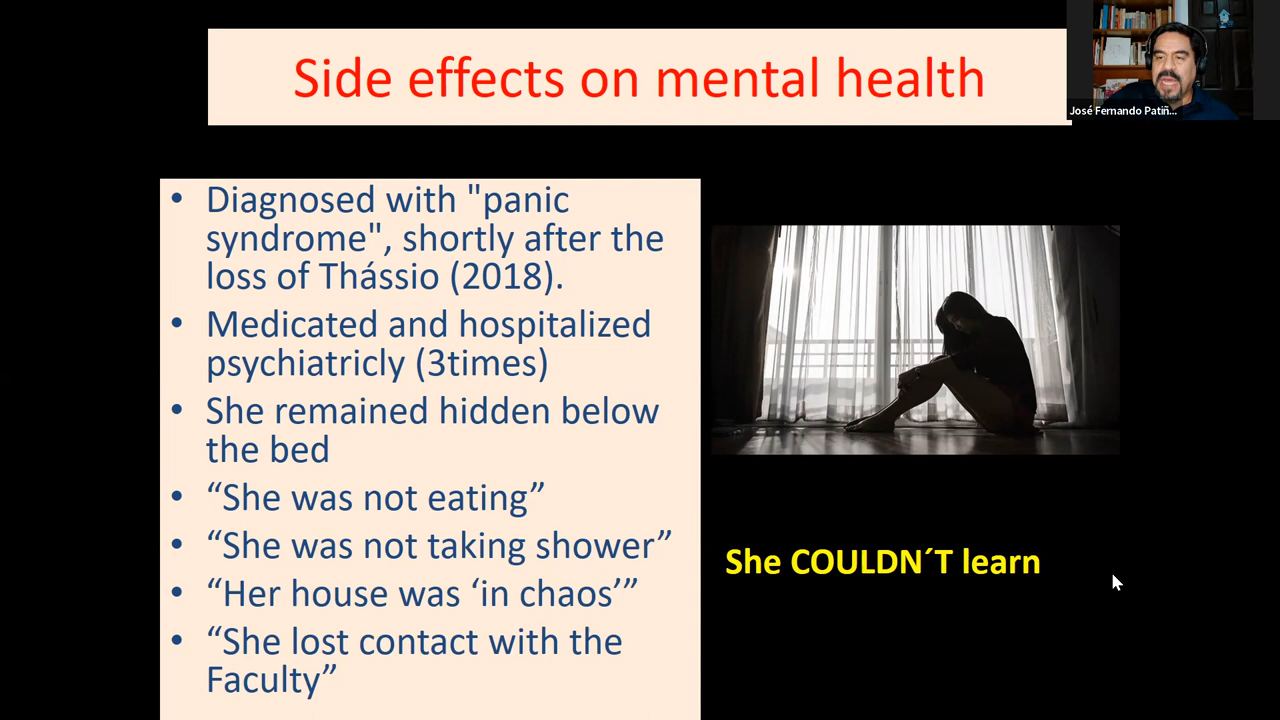 Side effects on mental health
José Fernando Patiñ...
• Diagnosed with "panic
syndrome", shortly after the
loss of Thássio (2018).
• Medicated and hospitalized
psychiatricly (3times)
• She remained hidden below
the bed
• “She was not eating”
• “She was not taking shower”
• “Her house was ‘in chaos’”
• “She lost contact with the
Faculty”
She COULDN´T learn